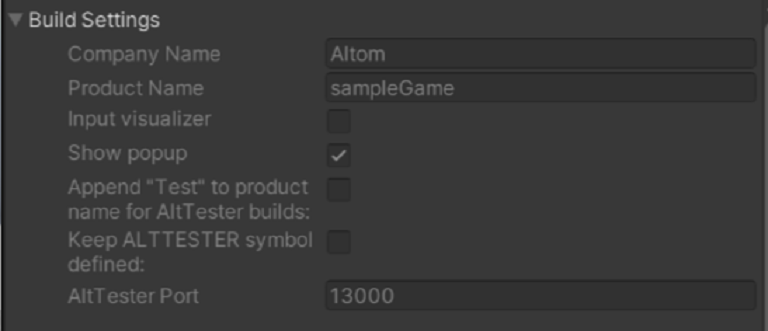 Build Settings
Company Name Altom
Product Name sampleGame
Input visualizer
Show popup
Append "Test" to product
name for AltTester builds:
Keep ALTTESTER symbol
defined:
AltTester Port 13000